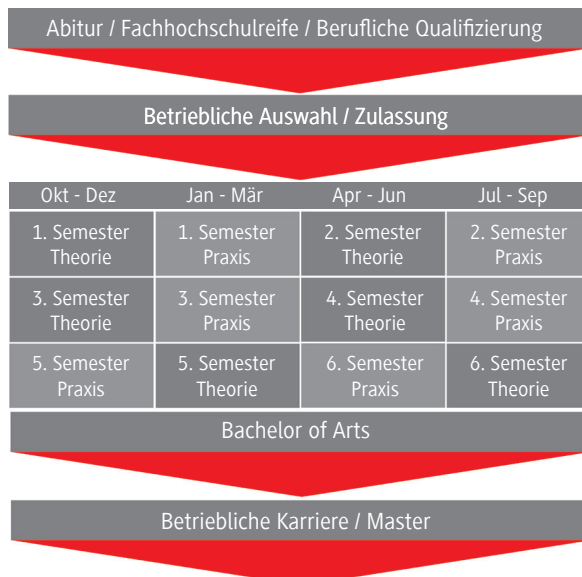 Abitur / Fachhochschulreife / Berufliche Qualifizierung
Betriebliche Auswahl / Zulassung
Okt - Dez Jan - Mär Apr - Jun Jul - Sep
1. Semester 1. Semester 2. Semester 2. Semester
Theorie Praxis Theorie Praxis
3. Semester 3. Semester 4. Semester 4. Semester
Theorie Praxis Theorie Praxis
5. Semester 5. Semester 6. Semester 6. Semester
Praxis Theorie Praxis Theorie
Bachelor of Arts
Betriebliche Karriere / Master